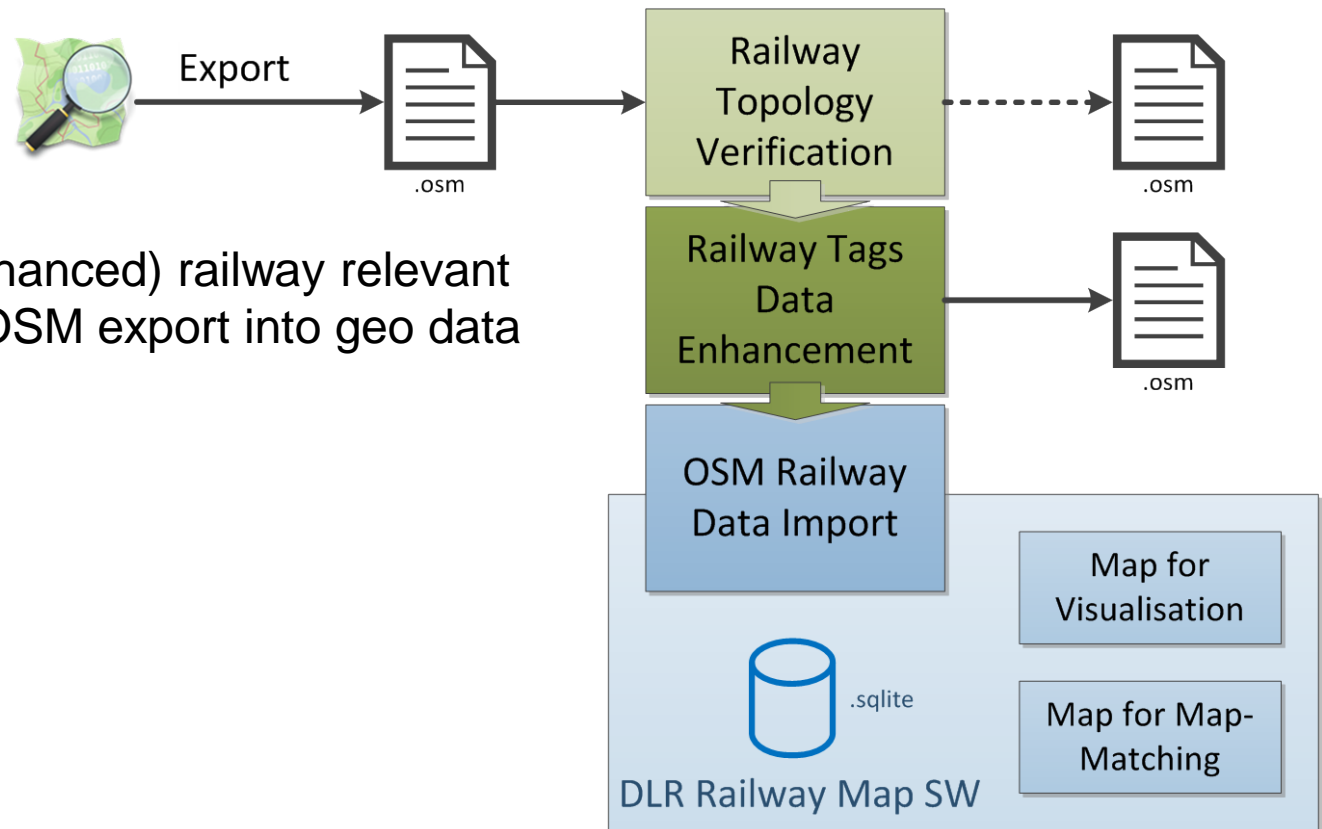 Export
.osm
Railway
Topology
Verification
.osm
railway relevant
OSM export into geo data
Railway Tags
Data
Enhancement
.osm
OSM Railway
Data Import
Map for
Visualisation
.sqlite
Map for Map-
Matching
DLR Railway Map SW